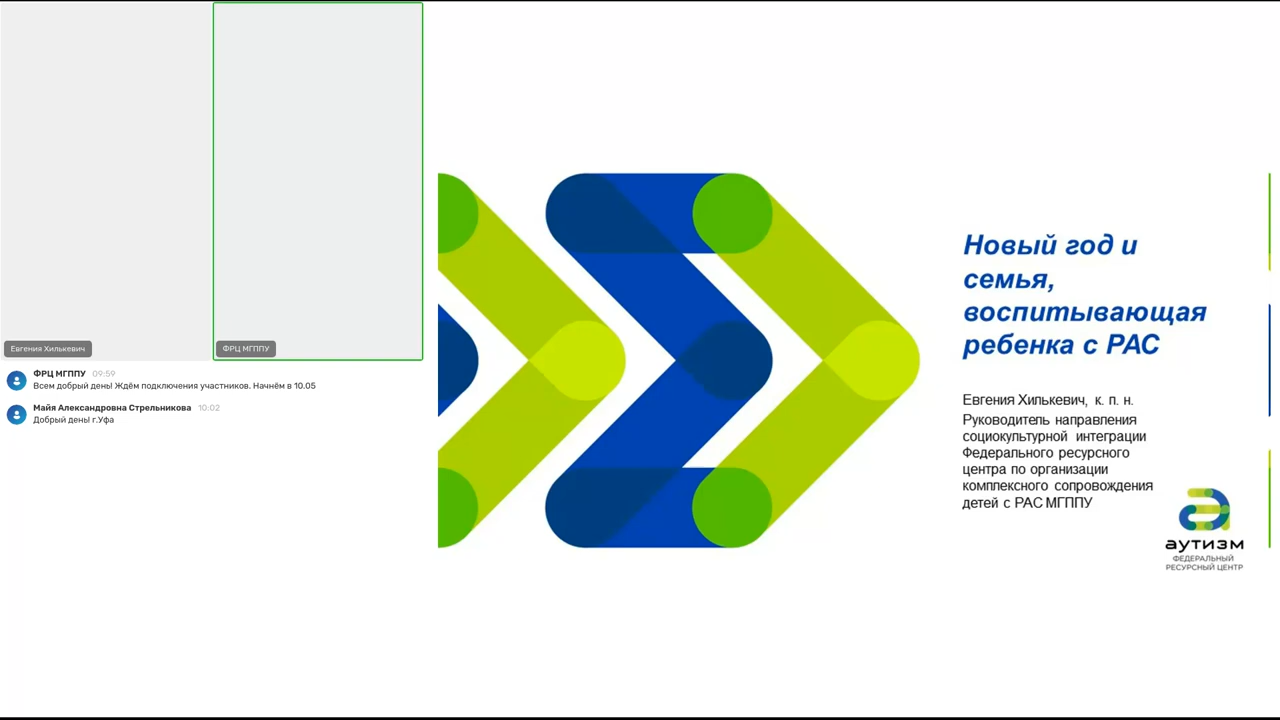 Евгения Хилькевич
ФРЦ МГППУ
ФРЦ МГППУ 09:59
Всем добрый день! Ждём подключения участников. Начнём в 10.05
Майя Александровна Стрельникова 10:02
Добрый день! г.Уфа
Новый год и
семья,
воспитывающая
ребенка с РАС
Евгения Хилькевич, к. п. н.
Руководитель направления
социокультурной интеграции
Федерального ресурсного
центра по организации
комплексного сопровождения
детей с РАС МГППУ
аутизм
ФЕДЕРАЛЬНЫЙ
РЕСУРСНЫЙ ЦЕНТР